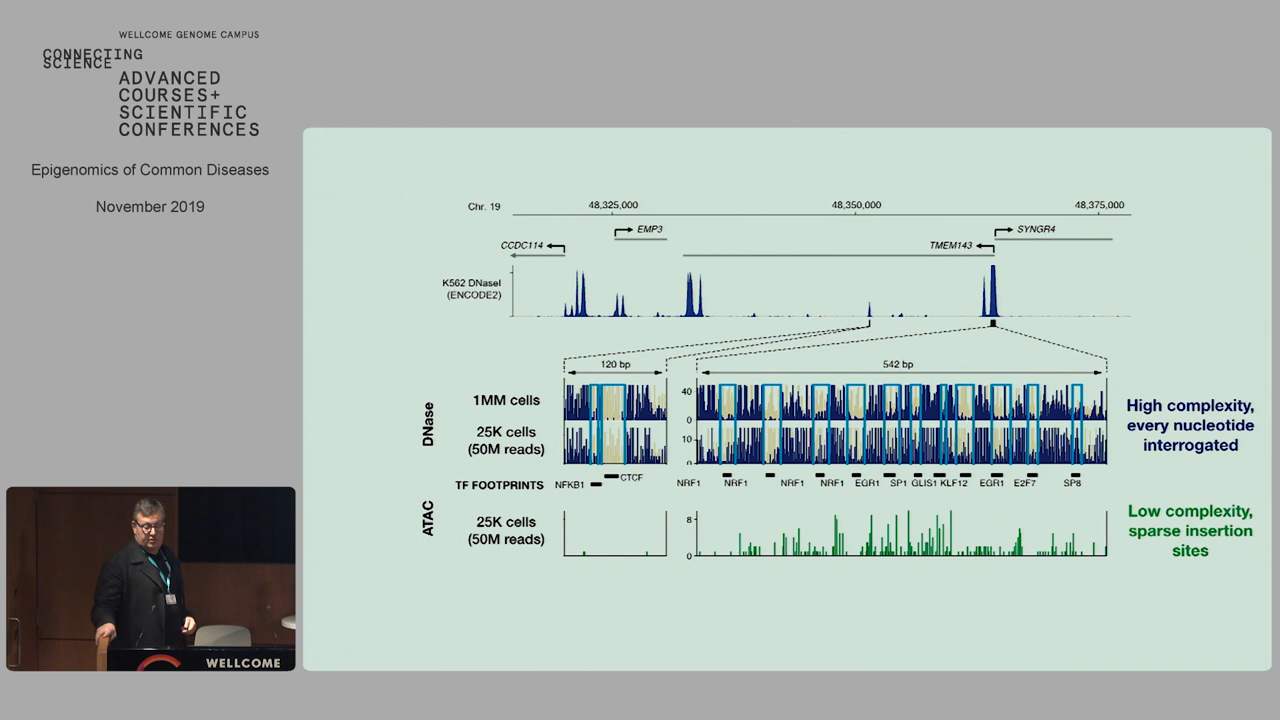 WELLCOME GENOME CAMPUS
CONNECTING
SCIENCE
ADVANCED
COURSES+
SCIENTIFIC
CONFERENCES
Epigenomics of Common Diseases
November 2019
Chr. 19 48,325,000 48,350,000 48,375,000
EMP3 SYNGR4
CCDC114 TMEM143
K562 DNaseI
(ENCODE2)
120 bp 542 bp
DNase
1MM cells
40
0
25K cells
(50M reads)
10
0
High complexity,
every nucleotide
interrogated
TF FOOTPRINTS NFKB1 CTCF NRF1 NRF1 NRF1 NRF1 EGR1 SP1 GLIS1 KLF12 EGR1 E2F7 SP8
ATAC
25K cells
(50M reads)
8
0
Low complexity,
sparse insertion
sites
WELLCOME